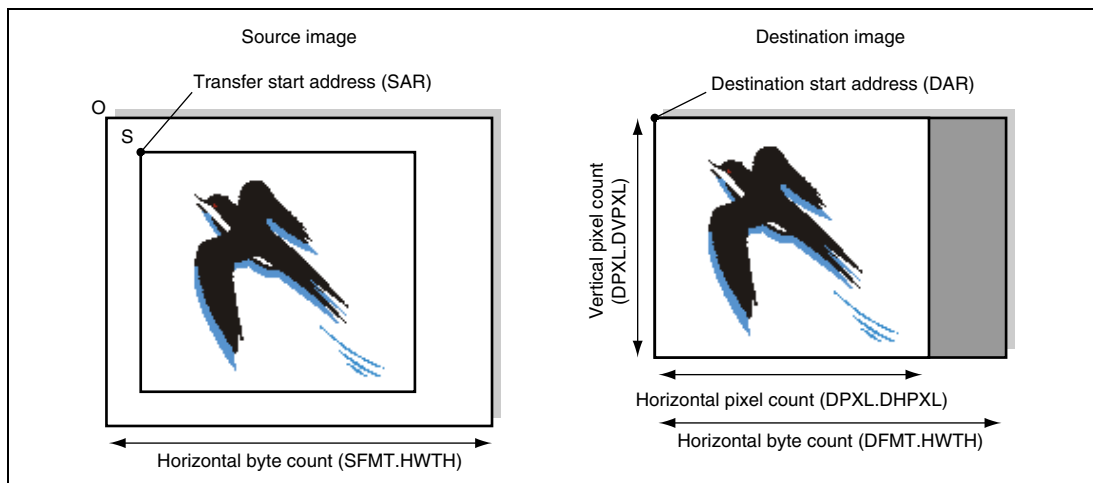 Source image
Transfer start address (SAR)
O
S
Horizontal byte count (SFMT.HWTH)
Destination image
Destination start address (DAR)
Vertical pixel count
(DPXL.DVPXL)
Horizontal pixel count (DPXL.DHPXL)
Horizontal byte count (DFMT.HWTH)